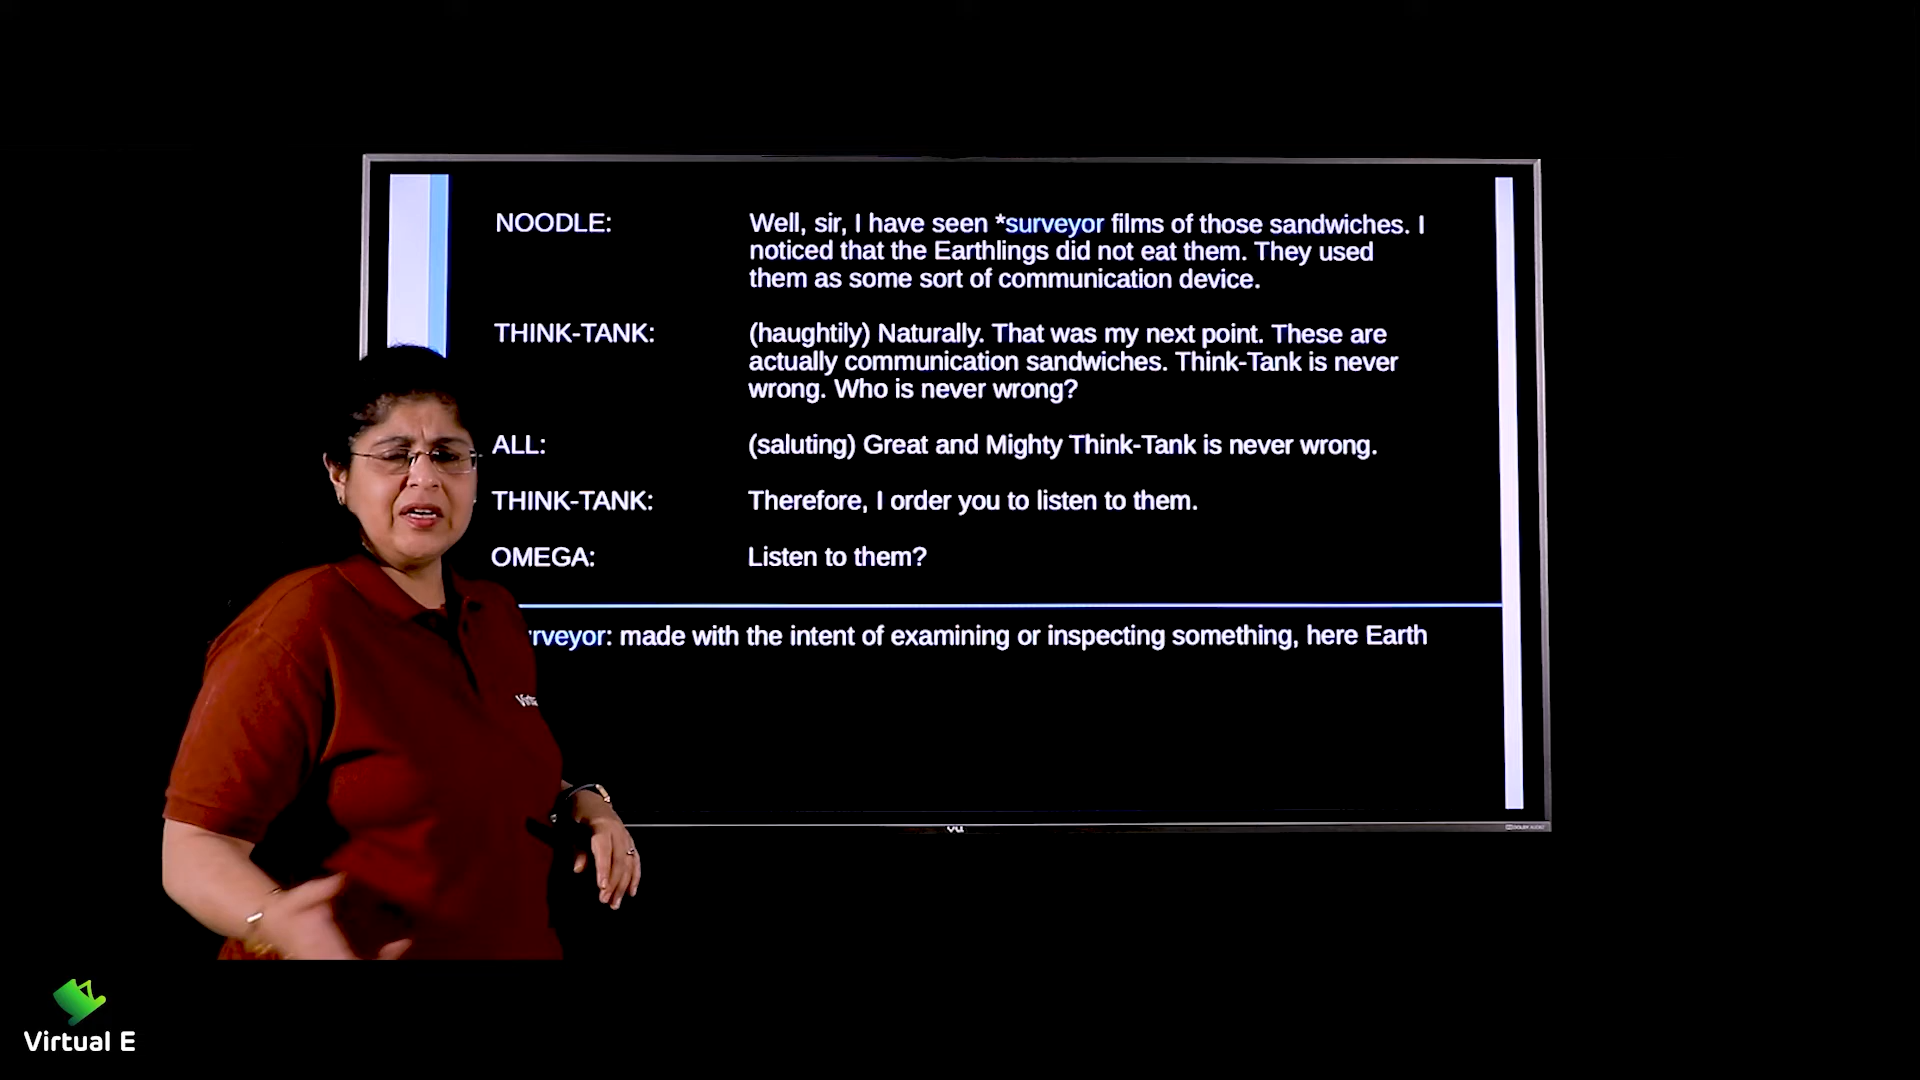 NOODLE: Well, sir, I have seen *surveyor films of those sandwiches. I
noticed that the Earthlings did not eat them. They used
them as some sort of communication device.
THINK-TANK: (haughtily) Naturally. That was my next point. These are
actually communication sandwiches. Think-Tank is never
wrong. Who is never wrong?
ALL: (saluting) Great and Mighty Think-Tank is never wrong.
THINK-TANK: Therefore, I order you to listen to them.
OMEGA: Listen to them?
rveyor: made with the intent of examining or inspecting something, here Earth
Virtual E